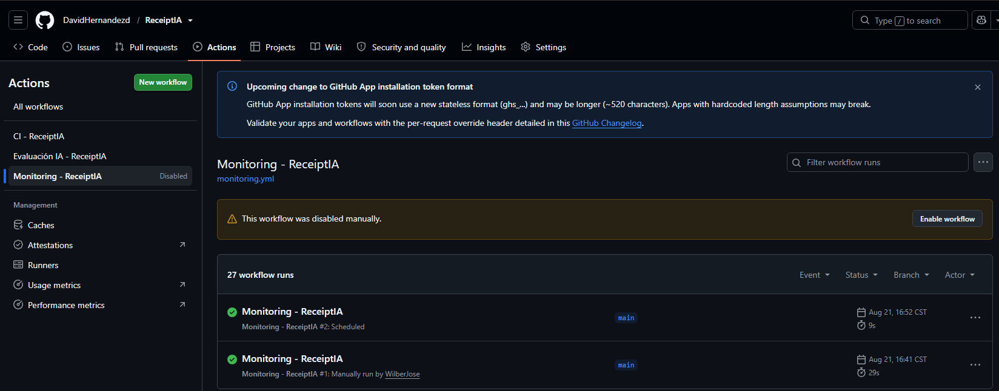 DavidHernandezd / ReceiptIA
Type / to search
Code
Issues
Pull requests
Actions
Projects
Wiki
Security and quality
Insights
Settings
Actions
New workflow
All workflows
CI - ReceiptIA
Evaluación IA - ReceiptIA
Monitoring - ReceiptIA Disabled
Management
Caches
Attestations
Runners
Usage metrics
Performance metrics
Upcoming change to GitHub App installation token format
GitHub App installation tokens will soon use a new stateless format (ghs_...) and may be longer (~520 characters). Apps with hardcoded length assumptions may break.
Validate your apps and workflows with the per-request override header detailed in this GitHub Changelog.
Monitoring - ReceiptIA
monitoring.yml
Filter workflow runs
This workflow was disabled manually.
Enable workflow
27 workflow runs
Event
Status
Branch
Actor
Monitoring - ReceiptIA
Monitoring - ReceiptIA #2: Scheduled
main
Aug 21, 16:52 CST
9s
Monitoring - ReceiptIA
Monitoring - ReceiptIA #1: Manually run by WilberJose
main
Aug 21, 16:41 CST
29s